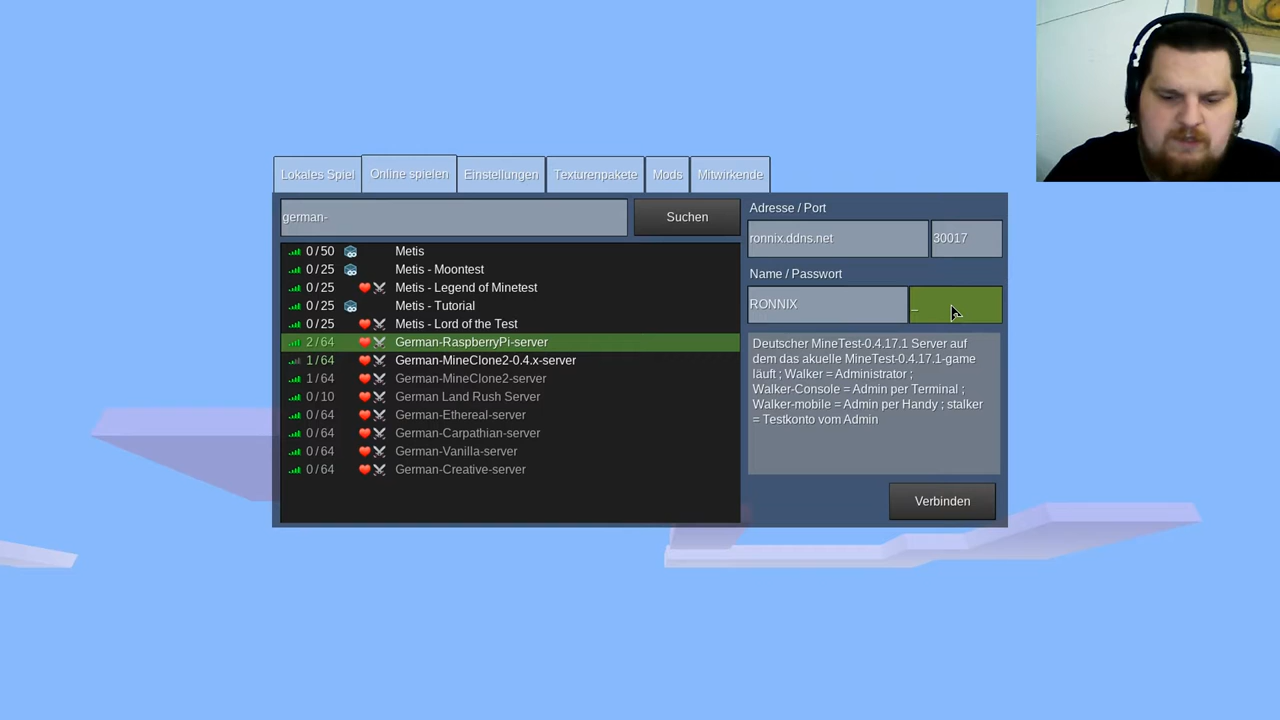 Lokales Spiel
Online spielen
Einstellungen
Texturenpakete
Mods
Mitwirkende
german-
Suchen
0/50 Metis
0/25 Metis - Moontest
0/25 Metis - Legend of Minetest
0/25 Metis - Tutorial
0/25 Metis - Lord of the Test
2/64 German-RaspberryPi-server
1/64 German-MineClone2-0.4.x-server
1/64 German-MineClone2-server
0/10 German Land Rush Server
0/64 German-Ethereal-server
0/64 German-Carpathian-server
0/64 German-Vanilla-server
0/64 German-Creative-server
Adresse / Port
ronnix.ddns.net
30017
Name / Passwort
RONNIX
_
Deutscher MineTest-0.4.17.1 Server auf
dem das akuelle MineTest-0.4.17.1-game
läuft ; Walker = Administrator ;
Walker-Console = Admin per Terminal ;
Walker-mobile = Admin per Handy ; stalker
= Testkonto vom Admin
Verbinden